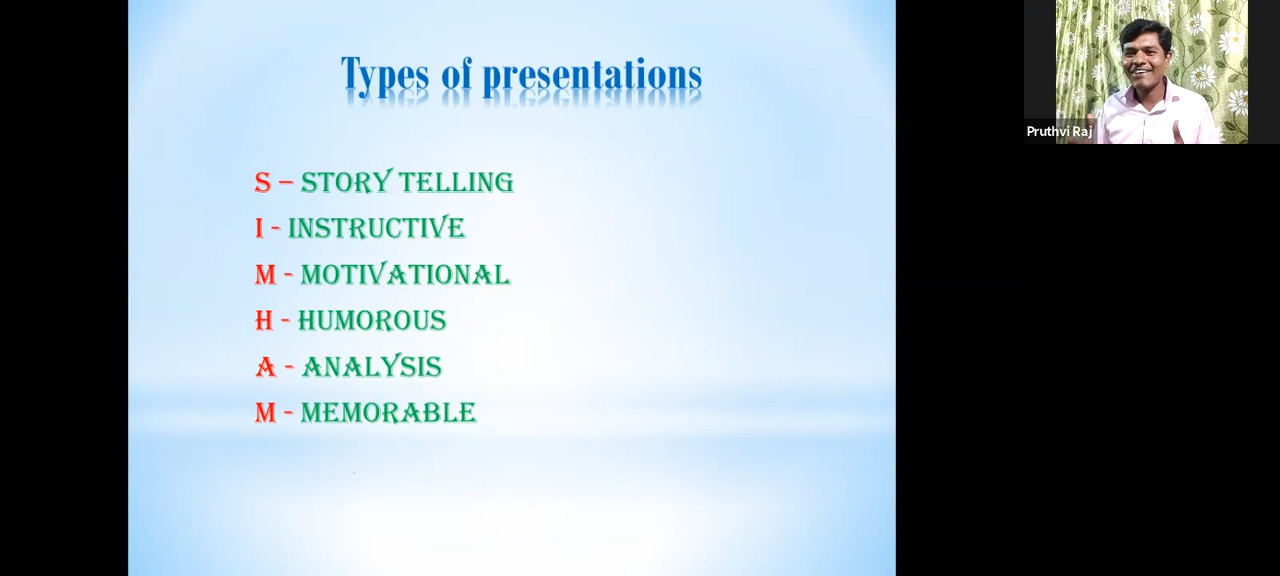 Types of presentations
S – STORY TELLING
I - INSTRUCTIVE
M - MOTIVATIONAL
H - HUMOROUS
A - ANALYSIS
M - MEMORABLE
Pruthvi Raj